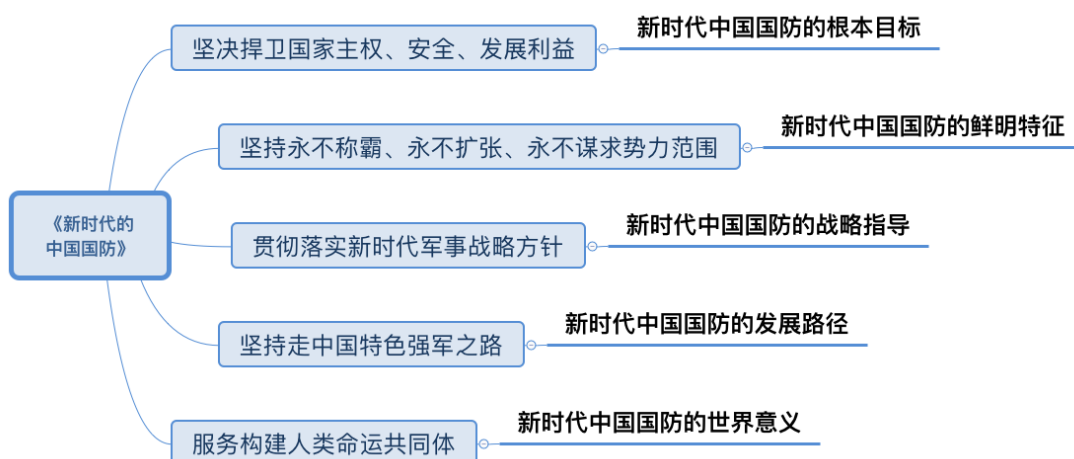 坚决捍卫国家主权、安全、发展利益
新时代中国国防的根本目标
坚持永不称霸、永不扩张、永不谋求势力范围
新时代中国国防的鲜明特征
《新时代的
中国国防》
贯彻落实新时代军事战略方针
新时代中国国防的战略指导
坚持走中国特色强军之路
新时代中国国防的发展路径
服务构建人类命运共同体
新时代中国国防的世界意义